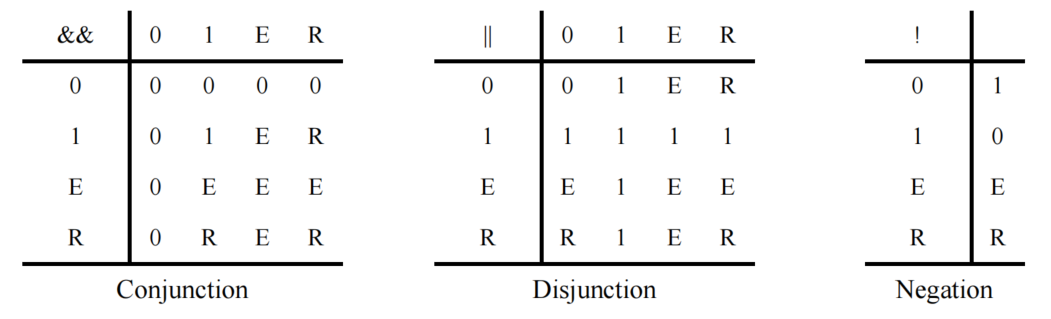 && 0 1 E R
0 0 0 0 0
1 0 1 E R
E 0 E E E
R 0 R E R
Conjunction
|| 0 1 E R
0 0 1 E R
1 1 1 1 1
E E 1 E E
R R 1 E R
Disjunction
!
0 1
1 0
E E
R R
Negation